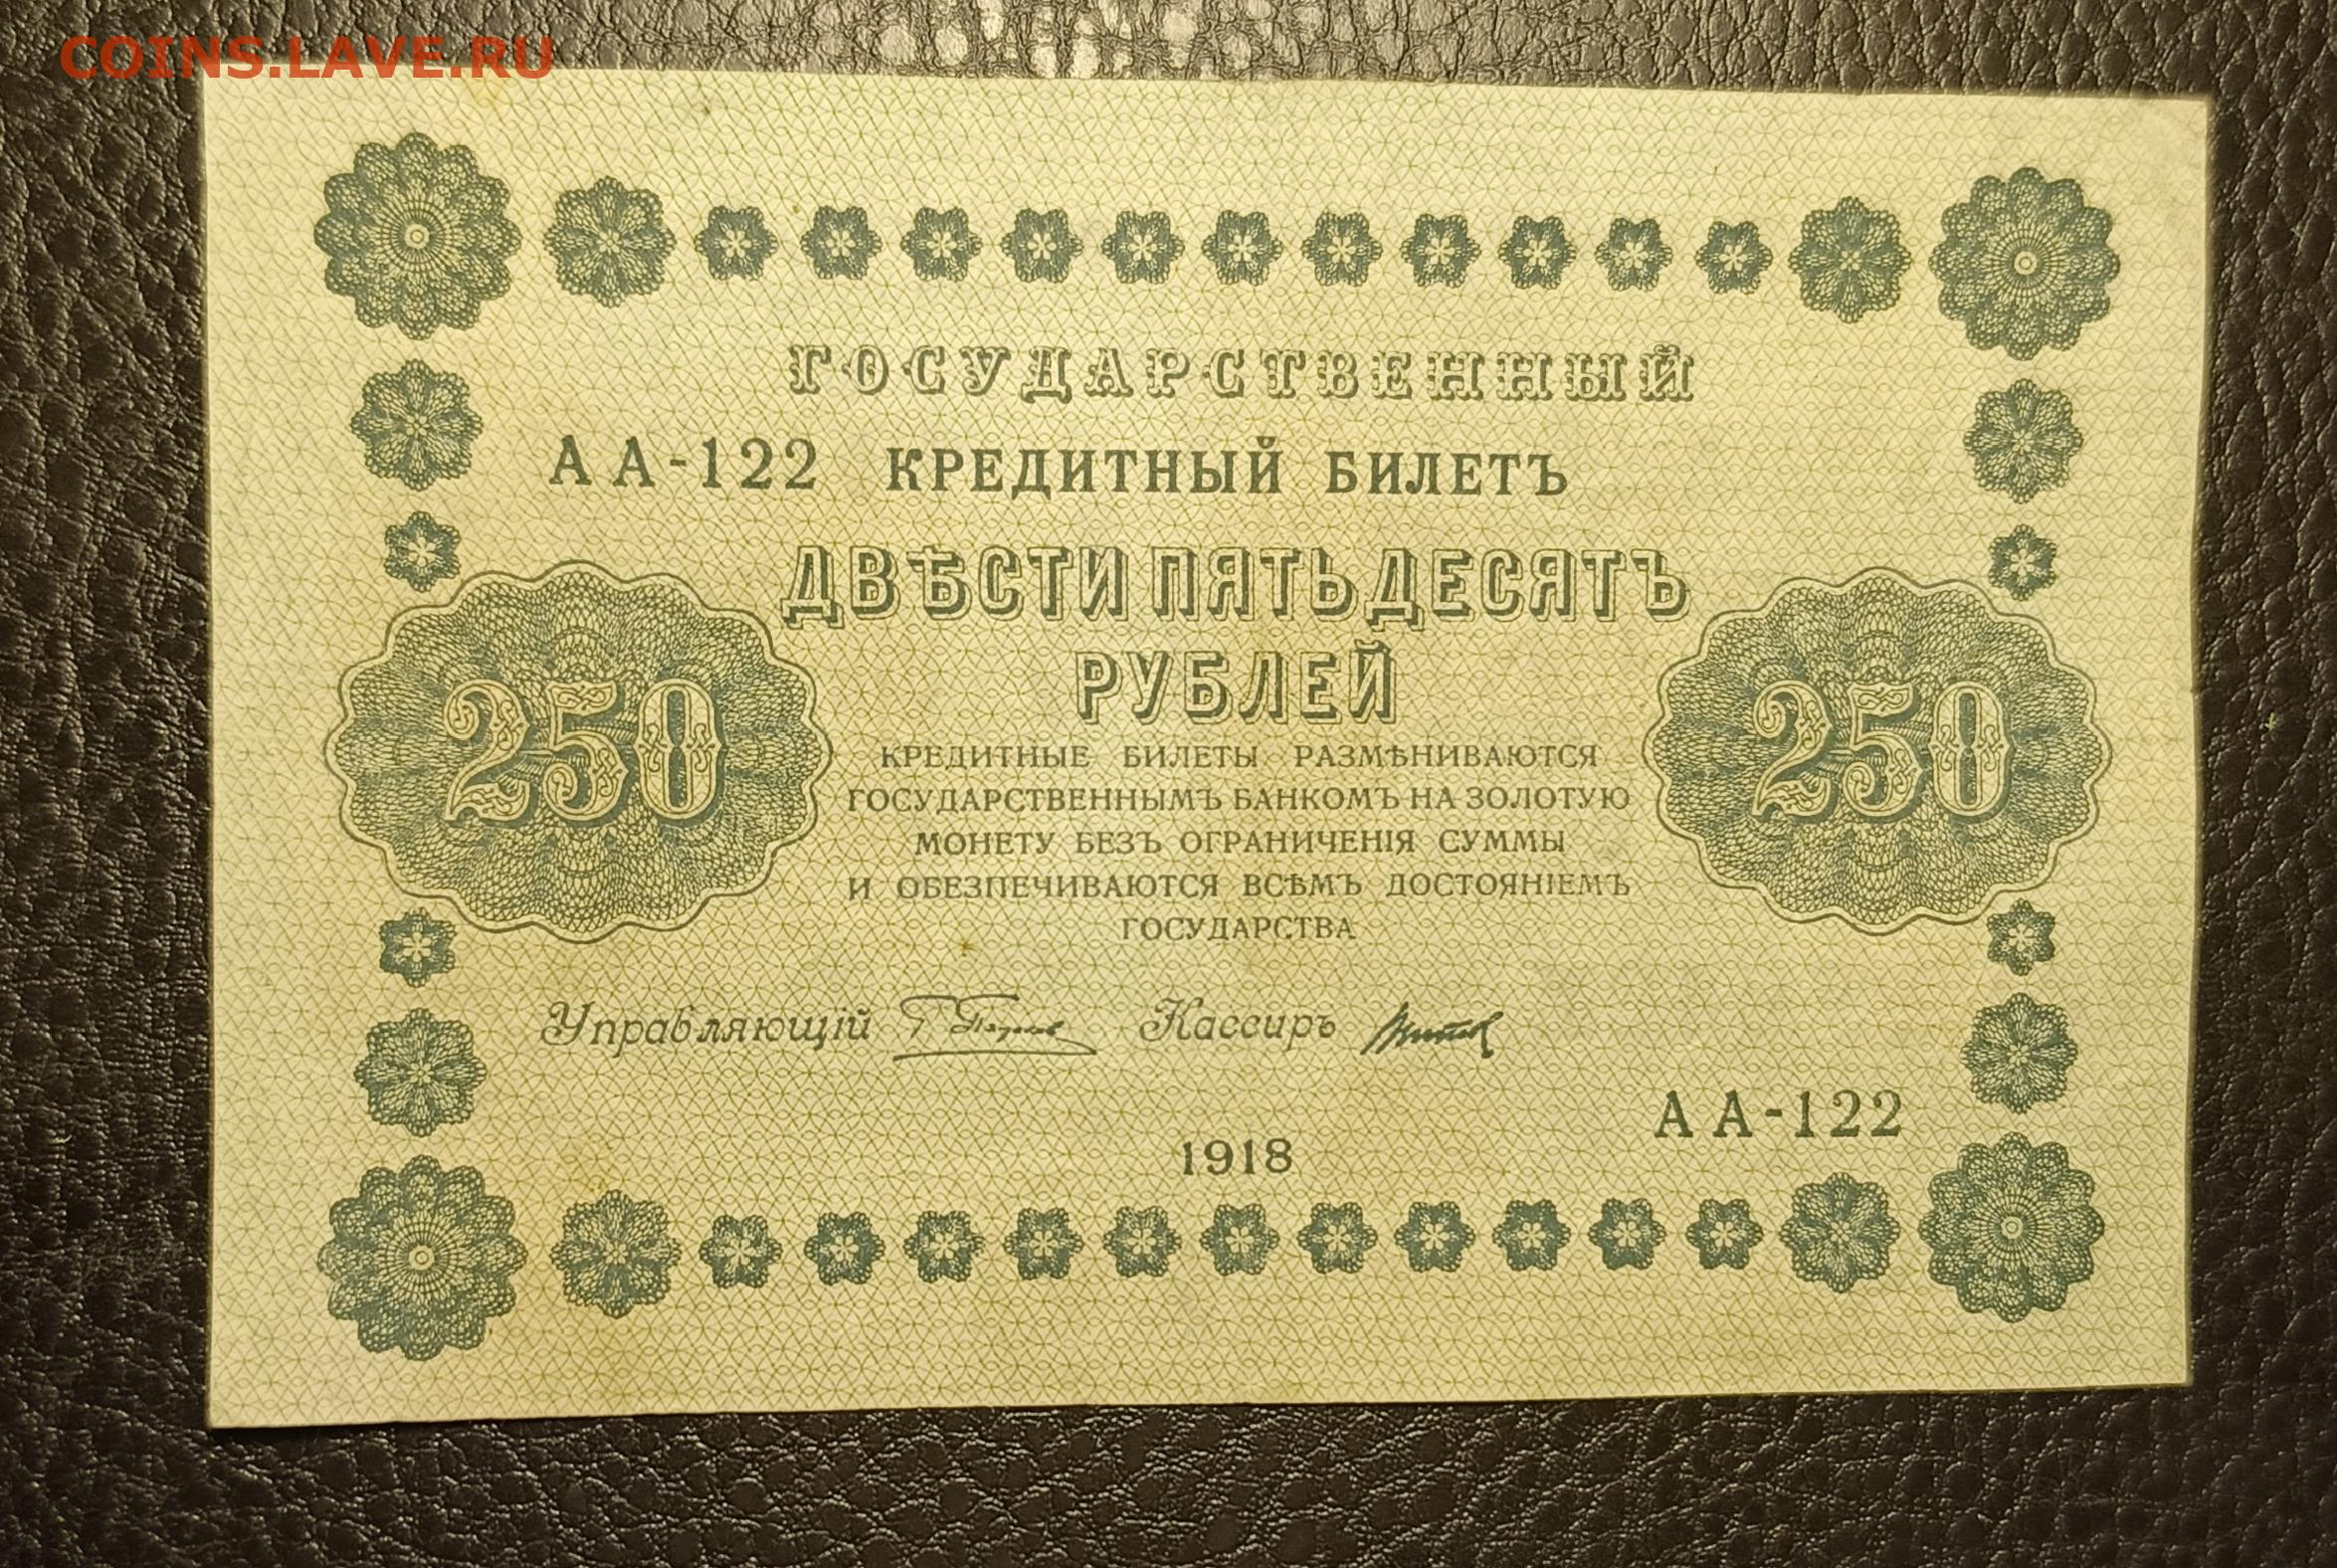 COINS.LAVE.RU
ГОСУДАРСТВЕННЫЙ
АА-122 КРЕДИТНЫЙ БИЛЕТЪ
ДВѢСТИ ПЯТЬДЕСЯТЪ
РУБЛЕЙ
250
250
КРЕДИТНЫЕ БИЛЕТЫ РАЗМѢНИВАЮТСЯ
ГОСУДАРСТВЕННЫМЪ БАНКОМЪ НА ЗОЛОТУЮ
МОНЕТУ БЕЗЪ ОГРАНИЧЕНІЯ СУММЫ
И ОБЕЗПЕЧИВАЮТСЯ ВСѢМЪ ДОСТОЯНІЕМЪ
ГОСУДАРСТВА
Управляющій Кассиръ
АА-122
1918